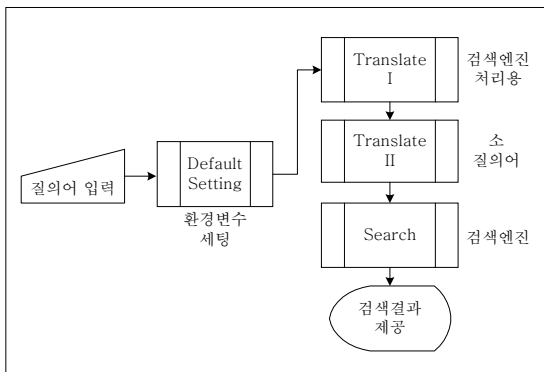 질의어 입력
Default
Setting
환경변수
세팅
Translate
I
검색엔진
처리용
Translate
II
소
질의어
Search
검색엔진
검색결과
제공